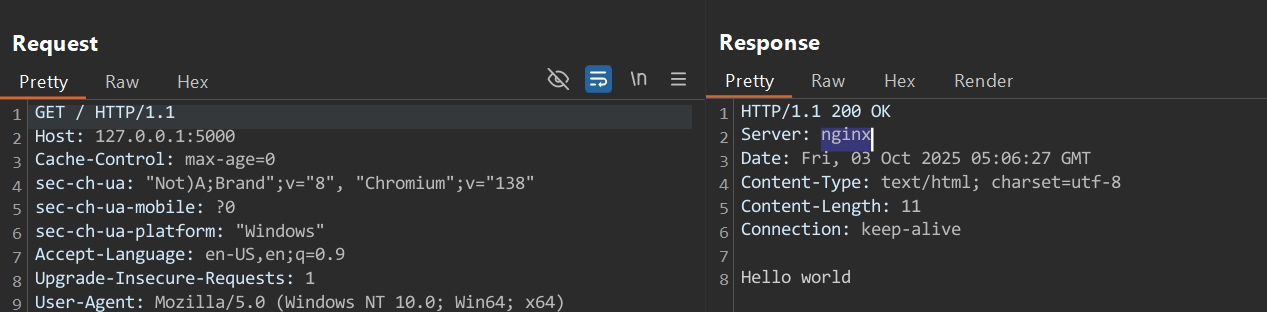 Request
Pretty Raw Hex
\n
1 GET / HTTP/1.1
2 Host: 127.0.0.1:5000
3 Cache-Control: max-age=0
4 sec-ch-ua: "Not)A;Brand";v="8", "Chromium";v="138"
5 sec-ch-ua-mobile: ?0
6 sec-ch-ua-platform: "Windows"
7 Accept-Language: en-US,en;q=0.9
8 Upgrade-Insecure-Requests: 1
9 User-Agent: Mozilla/5.0 (Windows NT 10.0; Win64; x64)
Response
Pretty Raw Hex Render
1 HTTP/1.1 200 OK
2 Server: nginx
3 Date: Fri, 03 Oct 2025 05:06:27 GMT
4 Content-Type: text/html; charset=utf-8
5 Content-Length: 11
6 Connection: keep-alive
7
8 Hello world